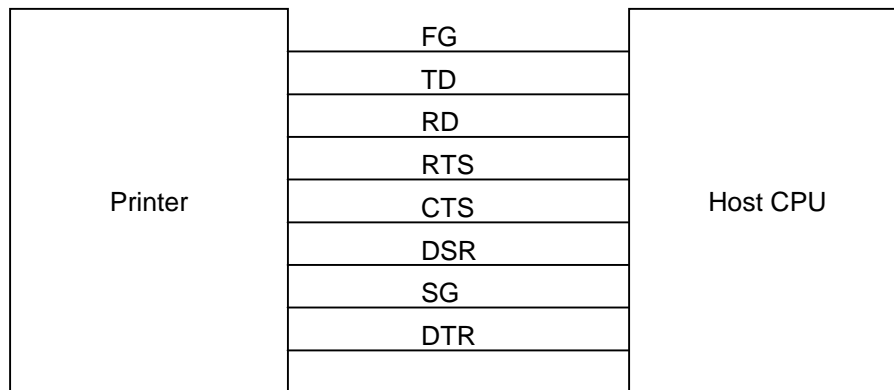 FG
TD
RD
RTS
Printer
CTS
Host CPU
DSR
SG
DTR